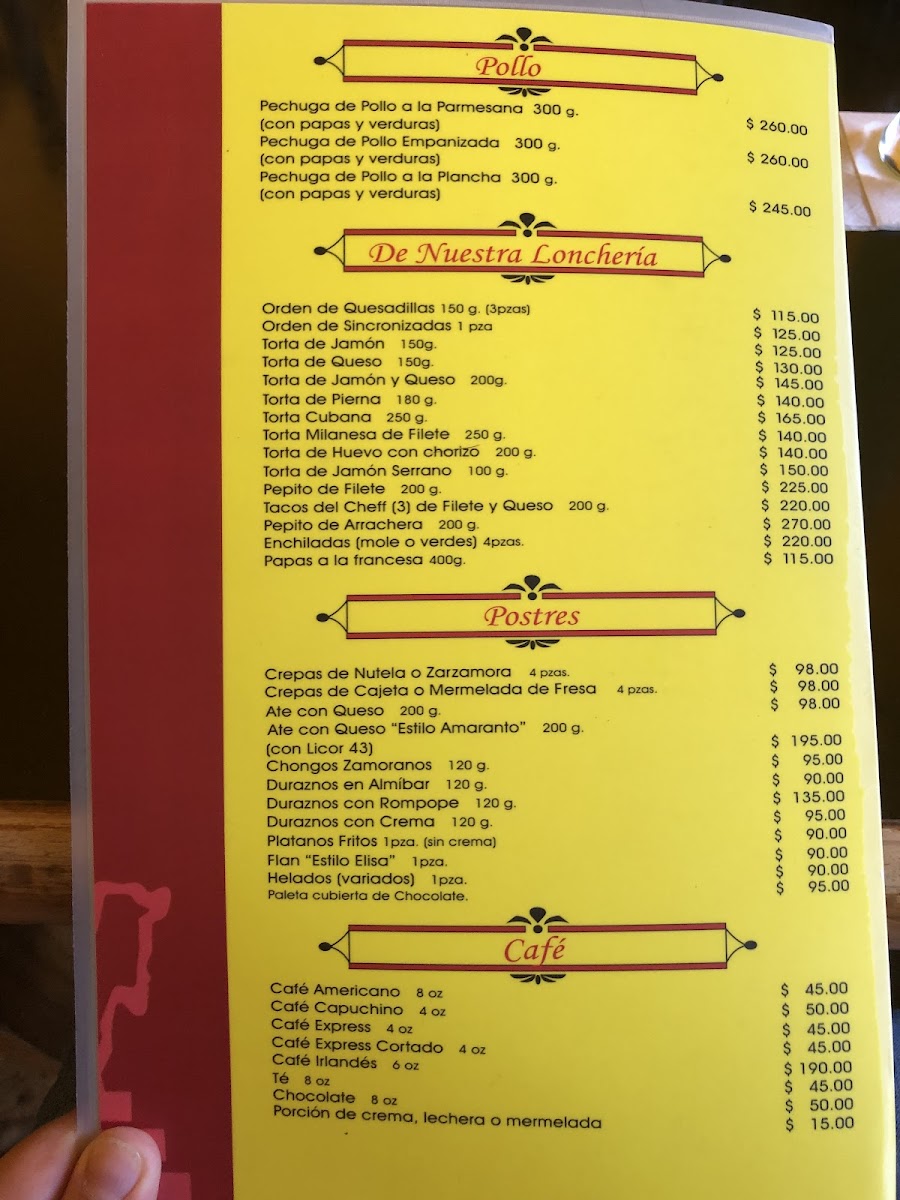 Pollo
Pechuga de Pollo a la Parmesana 300 g.
(con papas y verduras) $ 260.00
Pechuga de Pollo Empanizada 300 g.
(con papas y verduras) $ 260.00
Pechuga de Pollo a la Plancha 300 g.
(con papas y verduras) $ 245.00
De Nuestra Lonchería
Orden de Quesadillas 150 g. (3pzas) $ 115.00
Orden de Sincronizadas 1 pza $ 125.00
Torta de Jamón 150g. $ 125.00
Torta de Queso 150g. $ 130.00
Torta de Jamón y Queso 200g. $ 145.00
Torta de Pierna 180 g. $ 140.00
Torta Cubana 250 g. $ 165.00
Torta Milanesa de Filete 250 g. $ 140.00
Torta de Huevo con chorizo 200 g. $ 140.00
Torta de Jamón Serrano 100 g. $ 150.00
Pepito de Filete 200 g. $ 225.00
Tacos del Cheff (3) de Filete y Queso 200 g. $ 220.00
Pepito de Arrachera 200 g. $ 270.00
Enchiladas (mole o verdes) 4pzas. $ 220.00
Papas a la francesa 400g. $ 115.00
Postres
Crepas de Nutela o Zarzamora 4 pzas. $ 98.00
Crepas de Cajeta o Mermelada de Fresa 4 pzas. $ 98.00
Ate con Queso 200 g. $ 98.00
Ate con Queso "Estilo Amaranto" 200 g.
(con Licor 43) $ 195.00
Chongos Zamoranos 120 g. $ 95.00
Duraznos en Almíbar 120 g. $ 90.00
Duraznos con Rompope 120 g. $ 135.00
Duraznos con Crema 120 g. $ 95.00
Platanos Fritos 1pza. (sin crema) $ 90.00
Flan "Estilo Elisa" 1pza. $ 90.00
Helados (variados) 1pza. $ 90.00
Paleta cubierta de Chocolate. $ 95.00
Café
Café Americano 8 oz $ 45.00
Café Capuchino 4 oz $ 50.00
Café Express 4 oz $ 45.00
Café Express Cortado 4 oz $ 45.00
Café Irlandés 6 oz $ 190.00
Té 8 oz $ 45.00
Chocolate 8 oz $ 50.00
Porción de crema, lechera o mermelada $ 15.00